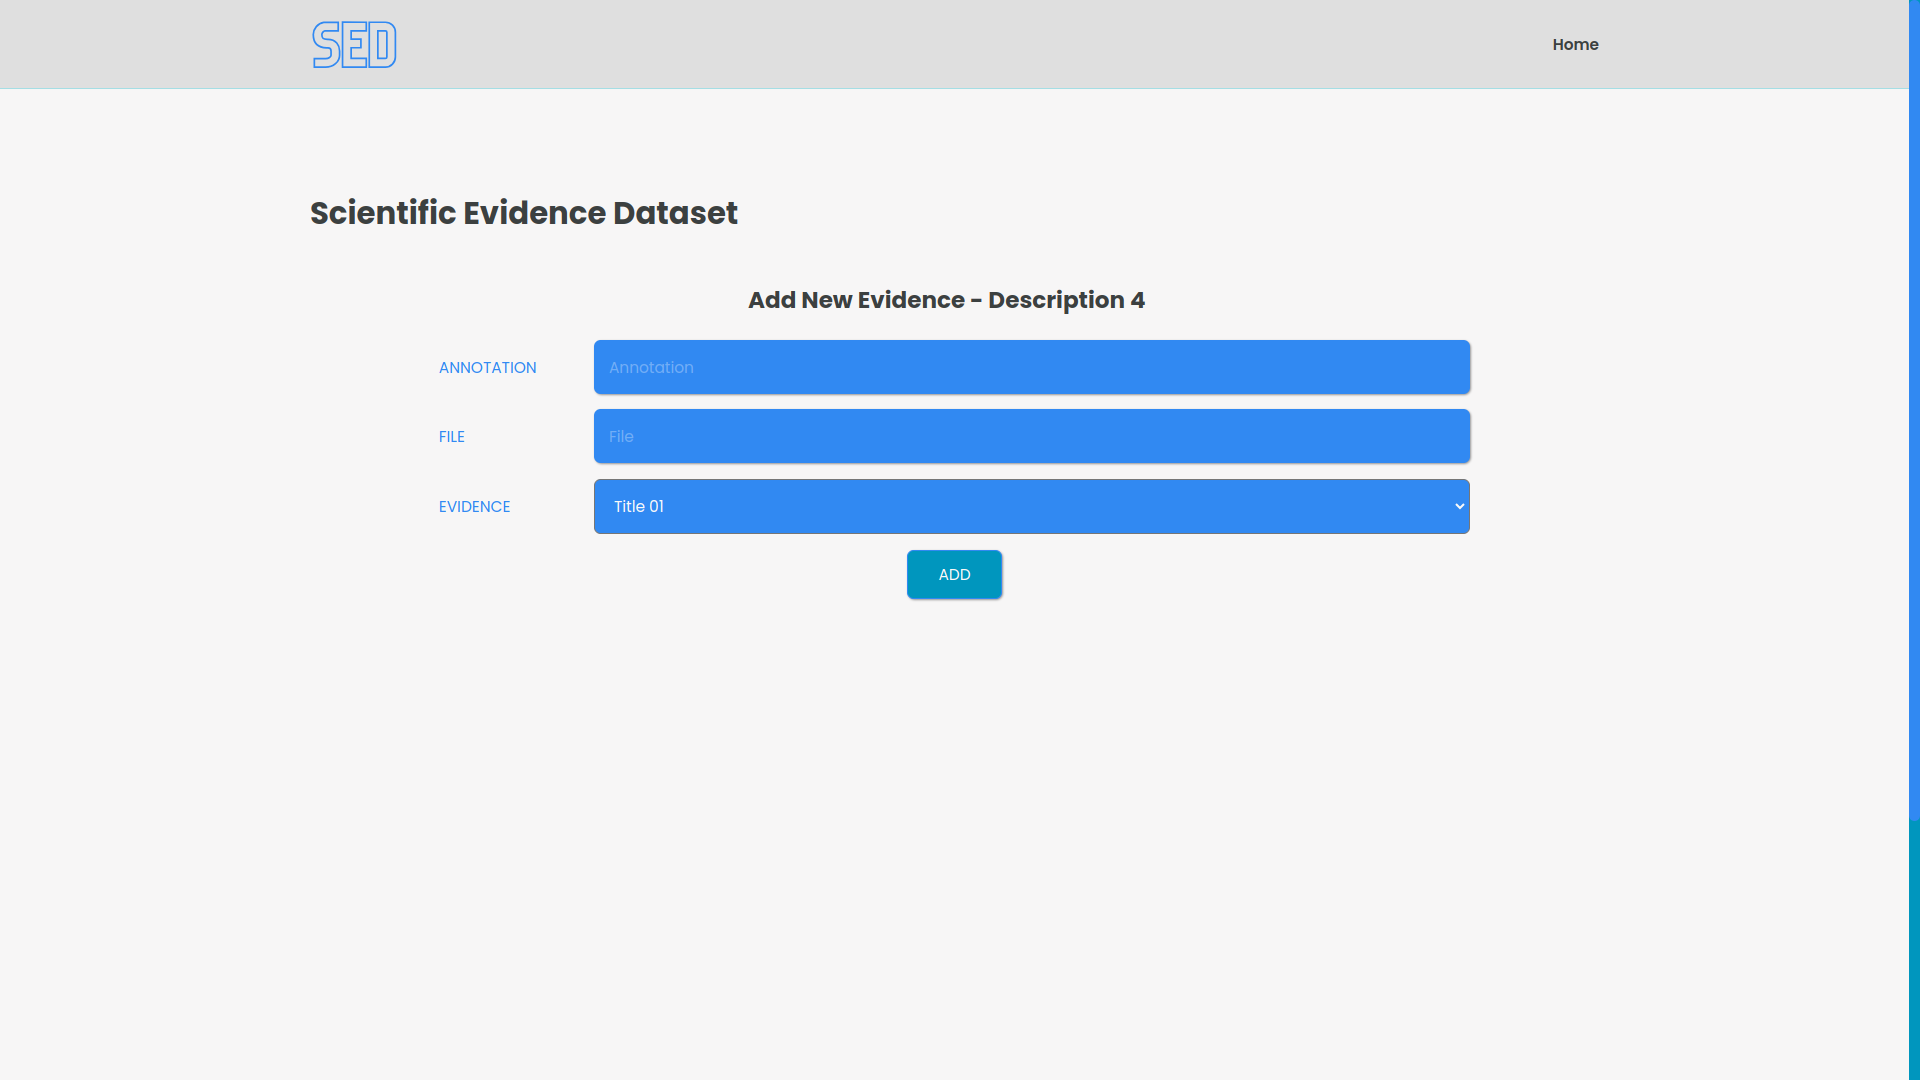 SED
Home
Scientific Evidence Dataset
Add New Evidence - Description 4
ANNOTATION
Annotation
FILE
File
EVIDENCE
Title 01
ADD